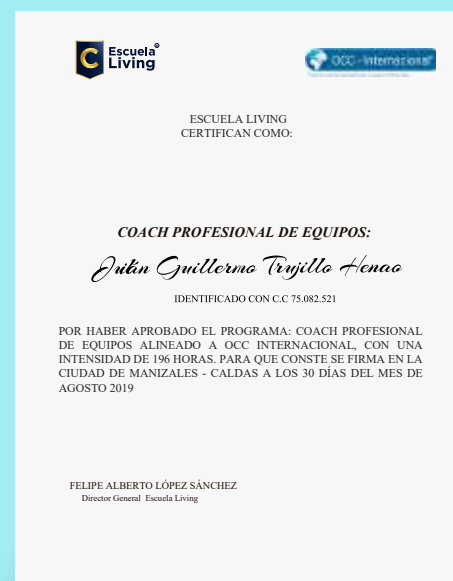 Escuela
Living
OCC - Internacional
ESCUELA LIVING
CERTIFICAN COMO:
COACH PROFESIONAL DE EQUIPOS:
Julián Guillermo Trujillo Henao
IDENTIFICADO CON C.C 75.082.521
POR HABER APROBADO EL PROGRAMA: COACH PROFESIONAL
DE EQUIPOS ALINEADO A OCC INTERNACIONAL, CON UNA
INTENSIDAD DE 196 HORAS. PARA QUE CONSTE SE FIRMA EN LA
CIUDAD DE MANIZALES - CALDAS A LOS 30 DÍAS DEL MES DE
AGOSTO 2019
FELIPE ALBERTO LÓPEZ SÁNCHEZ
Director General Escuela Living